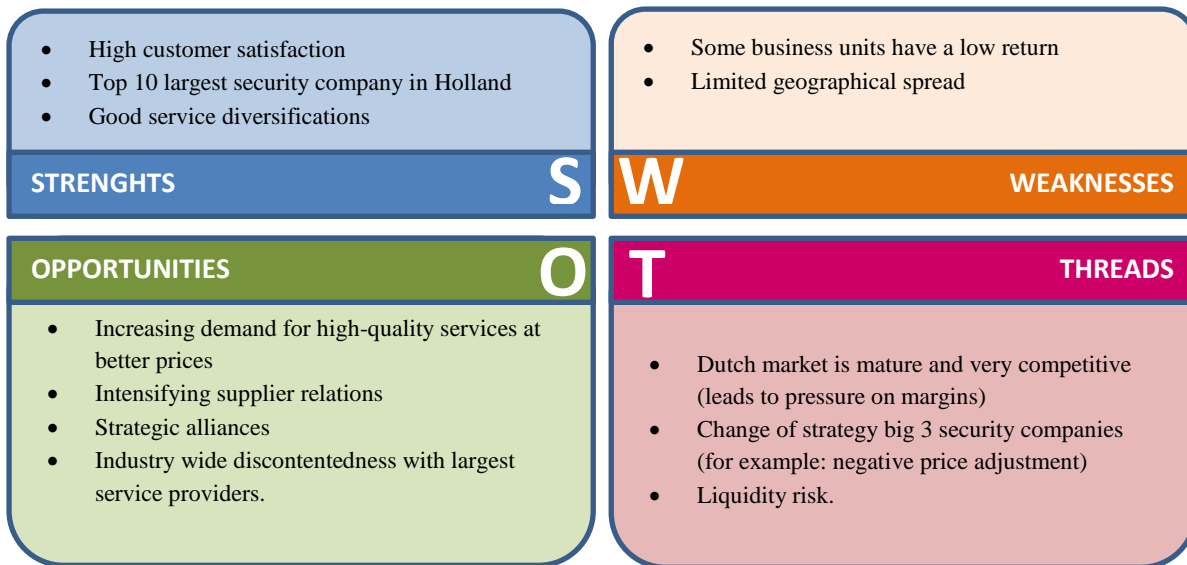 • High customer satisfaction
• Top 10 largest security company in Holland
• Good service diversifications
STRENGHTS S
• Some business units have a low return
• Limited geographical spread
W WEAKNESSES
OPPORTUNITIES O
• Increasing demand for high-quality services at
better prices
• Intensifying supplier relations
• Strategic alliances
• Industry wide discontentedness with largest
service providers.
T THREADS
• Dutch market is mature and very competitive
(leads to pressure on margins)
• Change of strategy big 3 security companies
(for example: negative price adjustment)
• Liquidity risk.